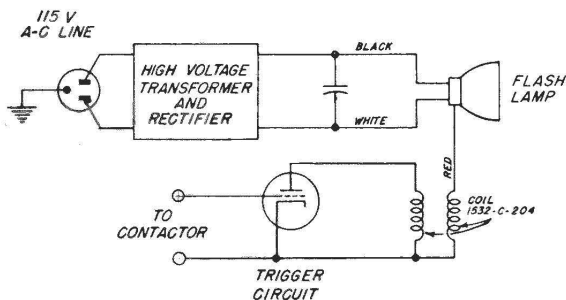 115 V
A-C LINE
HIGH VOLTAGE
TRANSFORMER
AND
RECTIFIER
BLACK
WHITE
FLASH
LAMP
RED
COIL
1532-C-204
TO
CONTACTOR
TRIGGER
CIRCUIT